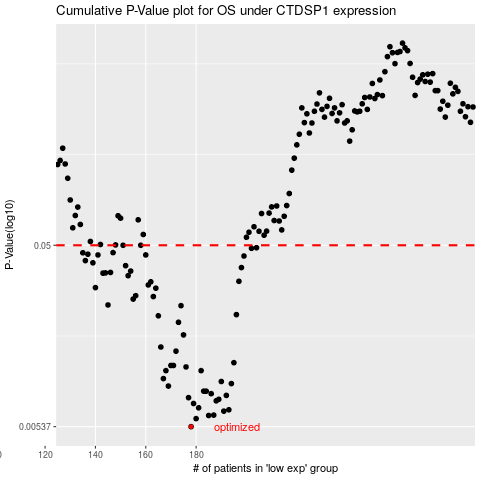 Cumulative P-Value plot for OS under CTDSP1 expression
P-Value(log10)
0.05
0.00537
optimized
0 120 140 160 180
# of patients in 'low exp' group